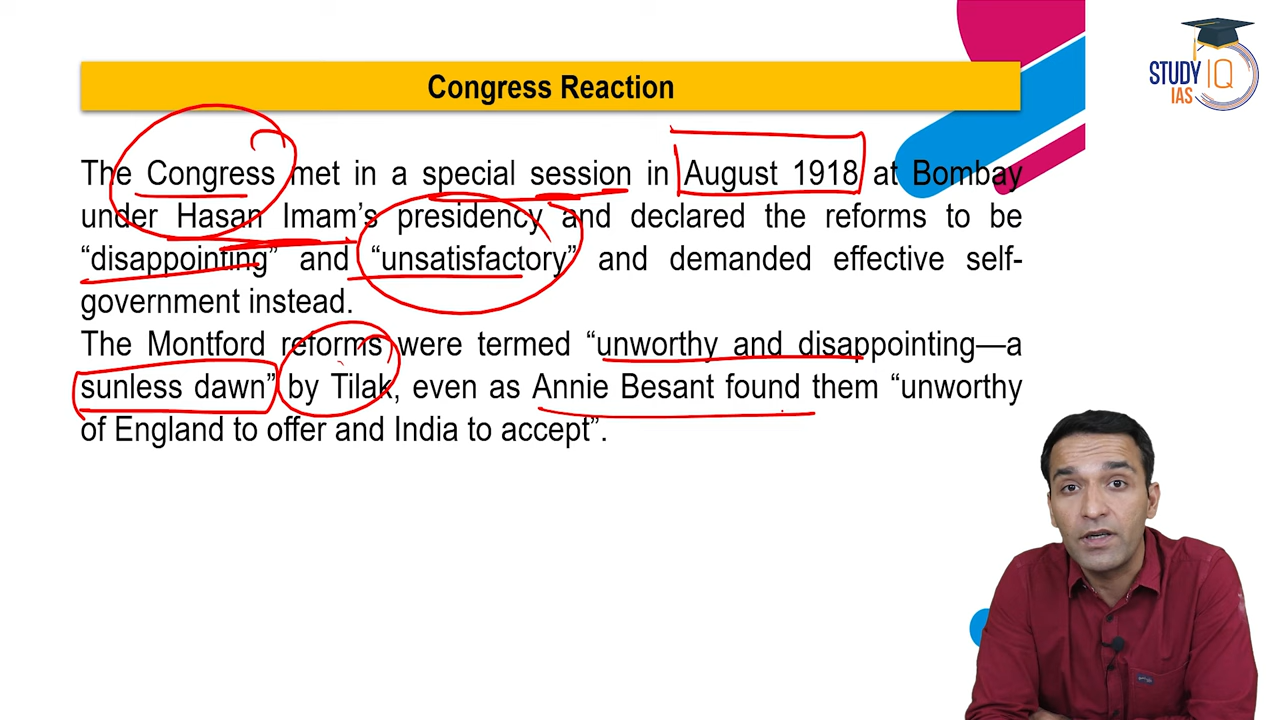 Congress Reaction
STUDY IQ
IAS
The Congress met in a special session in August 1918 at Bombay
under Hasan Imam’s presidency and declared the reforms to be
“disappointing” and “unsatisfactory” and demanded effective self-
government instead.
The Montford reforms were termed “unworthy and disappointing—a
sunless dawn” by Tilak, even as Annie Besant found them “unworthy
of England to offer and India to accept”.